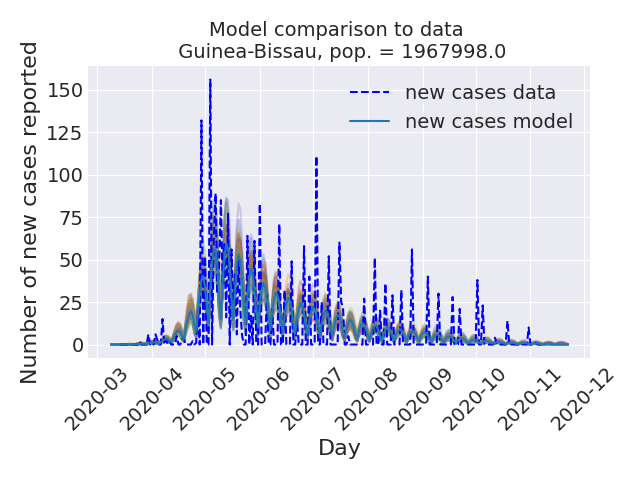 Model comparison to data
Guinea-Bissau, pop. = 1967998.0
Number of new cases reported
150
125
100
75
50
25
0
new cases data
new cases model
2020-03
2020-04
2020-05
2020-06
2020-07
2020-08
2020-09
2020-10
2020-11
2020-12
Day